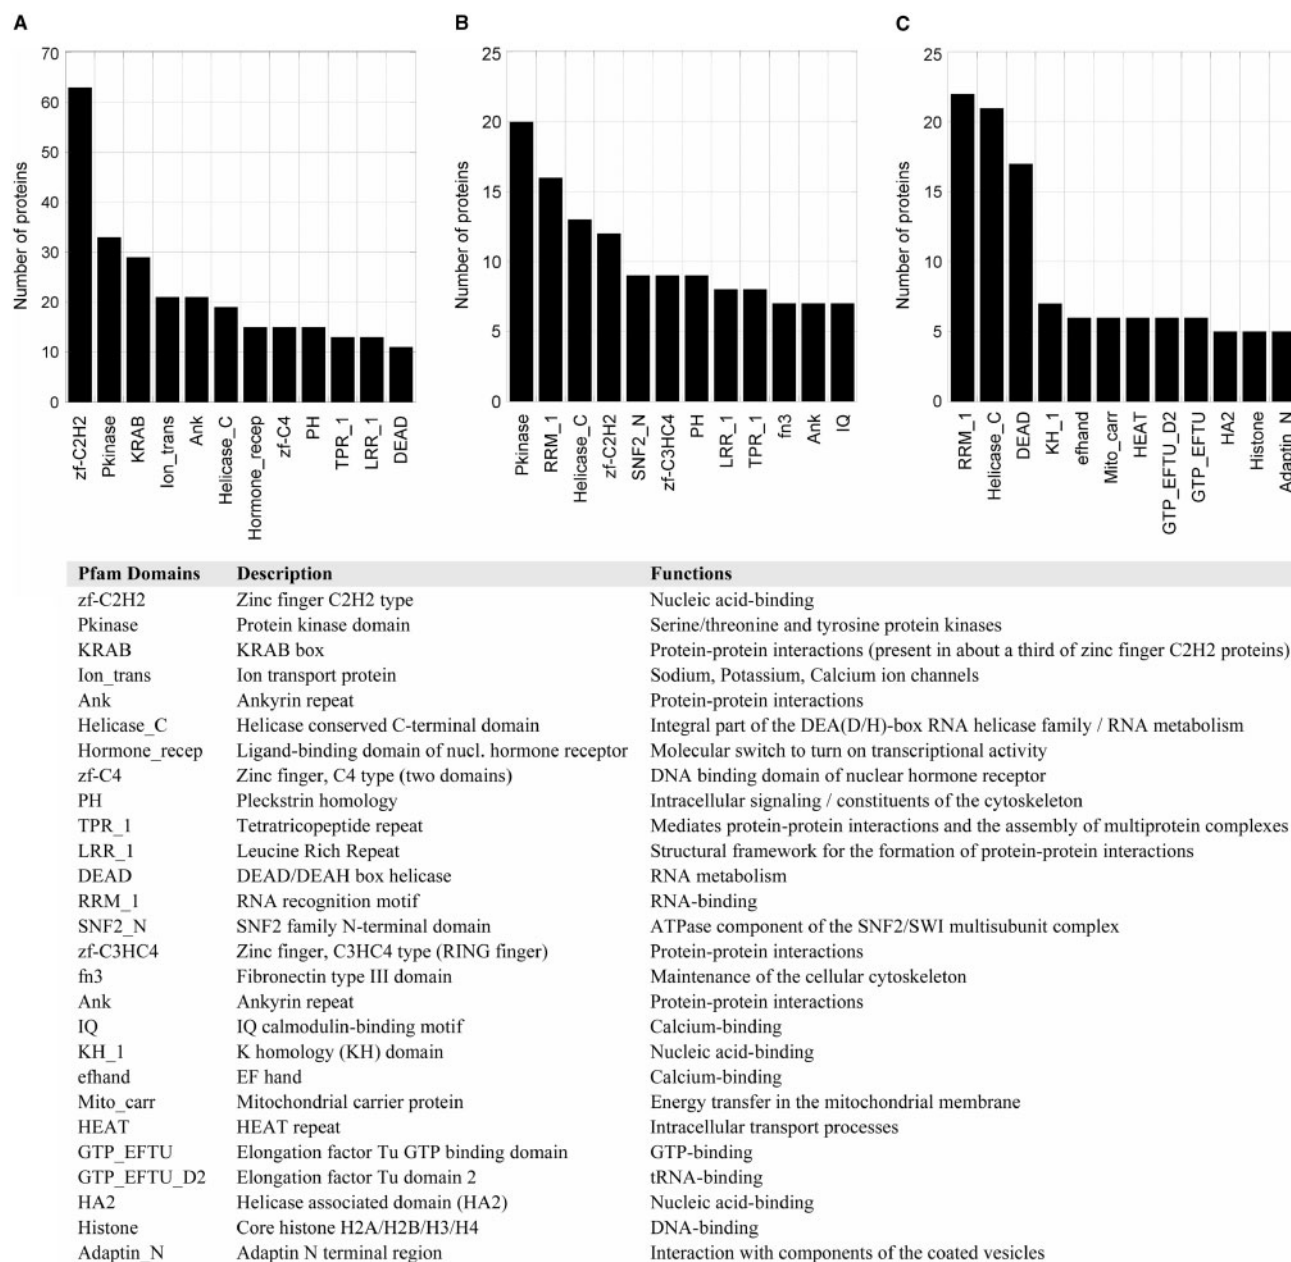 A
B
C
70
60
50
40
30
20
10
0
Number of proteins
zf-C2H2
Pkinase
KRAB
Ion_trans
Ank
Helicase_C
Hormone_recep
zf-C4
PH
TPR_1
LRR_1
DEAD
25
20
15
10
5
0
Number of proteins
Pkinase
RRM_1
Helicase_C
zf-C2H2
SNF2_N
zf-C3HC4
PH
LRR_1
TPR_1
fn3
Ank
IQ
25
20
15
10
5
0
Number of proteins
RRM_1
Helicase_C
DEAD
KH_1
efhand
Mito_carr
HEAT
GTP_EFTU_D2
GTP_EFTU
HA2
Histone
Adaptin_N
Pfam Domains Description Functions
zf-C2H2 Zinc finger C2H2 type Nucleic acid-binding
Pkinase Protein kinase domain Serine/threonine and tyrosine protein kinases
KRAB KRAB box Protein-protein interactions (present in about a third of zinc finger C2H2 proteins)
Ion_trans Ion transport protein Sodium, Potassium, Calcium ion channels
Ank Ankyrin repeat Protein-protein interactions
Helicase_C Helicase conserved C-terminal domain Integral part of the DEA(D/H)-box RNA helicase family / RNA metabolism
Hormone_recep Ligand-binding domain of nucl. hormone receptor Molecular switch to turn on transcriptional activity
zf-C4 Zinc finger, C4 type (two domains) DNA binding domain of nuclear hormone receptor
PH Pleckstrin homology Intracellular signaling / constituents of the cytoskeleton
TPR_1 Tetratricopeptide repeat Mediates protein-protein interactions and the assembly of multiprotein complexes
LRR_1 Leucine Rich Repeat Structural framework for the formation of protein-protein interactions
DEAD DEAD/DEAH box helicase RNA metabolism
RRM_1 RNA recognition motif RNA-binding
SNF2_N SNF2 family N-terminal domain ATPase component of the SNF2/SWI multisubunit complex
zf-C3HC4 Zinc finger, C3HC4 type (RING finger) Protein-protein interactions
fn3 Fibronectin type III domain Maintenance of the cellular cytoskeleton
Ank Ankyrin repeat Protein-protein interactions
IQ IQ calmodulin-binding motif Calcium-binding
KH_1 K homology (KH) domain Nucleic acid-binding
efhand EF hand Calcium-binding
Mito_carr Mitochondrial carrier protein Energy transfer in the mitochondrial membrane
HEAT HEAT repeat Intracellular transport processes
GTP_EFTU Elongation factor Tu GTP binding domain GTP-binding
GTP_EFTU_D2 Elongation factor Tu domain 2 tRNA-binding
HA2 Helicase associated domain (HA2) Nucleic acid-binding
Histone Core histone H2A/H2B/H3/H4 DNA-binding
Adaptin_N Adaptin N terminal region Interaction with components of the coated vesicles